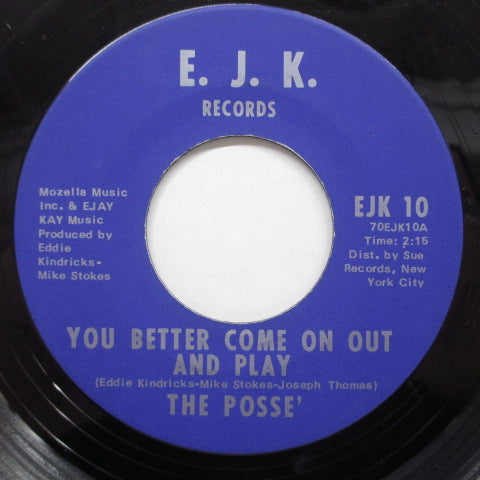 E. J. K.
RECORDS
Mozella Music
Inc. & EJAY
KAY Music
Produced by
Eddie
Kindricks-
Mike Stokes
EJK 10
70EJK10A
Time: 2:15
Dist. by Sue
Records, New
York City
YOU BETTER COME ON OUT
AND PLAY
(Eddie Kindricks-Mike Stokes-Joseph Thomas)
THE POSSE'